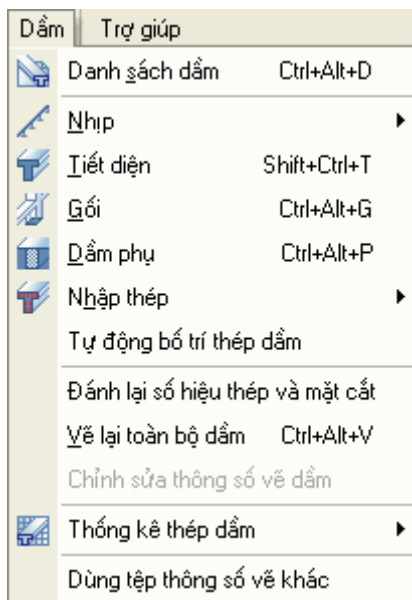 Dầm Trợ giúp
Danh sách dầm Ctrl+Alt+D
Nhịp
Tiết diện Shift+Ctrl+T
Gối Ctrl+Alt+G
Dầm phụ Ctrl+Alt+P
Nhập thép
Tự động bố trí thép dầm
Đánh lại số hiệu thép và mặt cắt
Vẽ lại toàn bộ dầm Ctrl+Alt+V
Chỉnh sửa thông số vẽ dầm
Thống kê thép dầm
Dùng tệp thông số vẽ khác